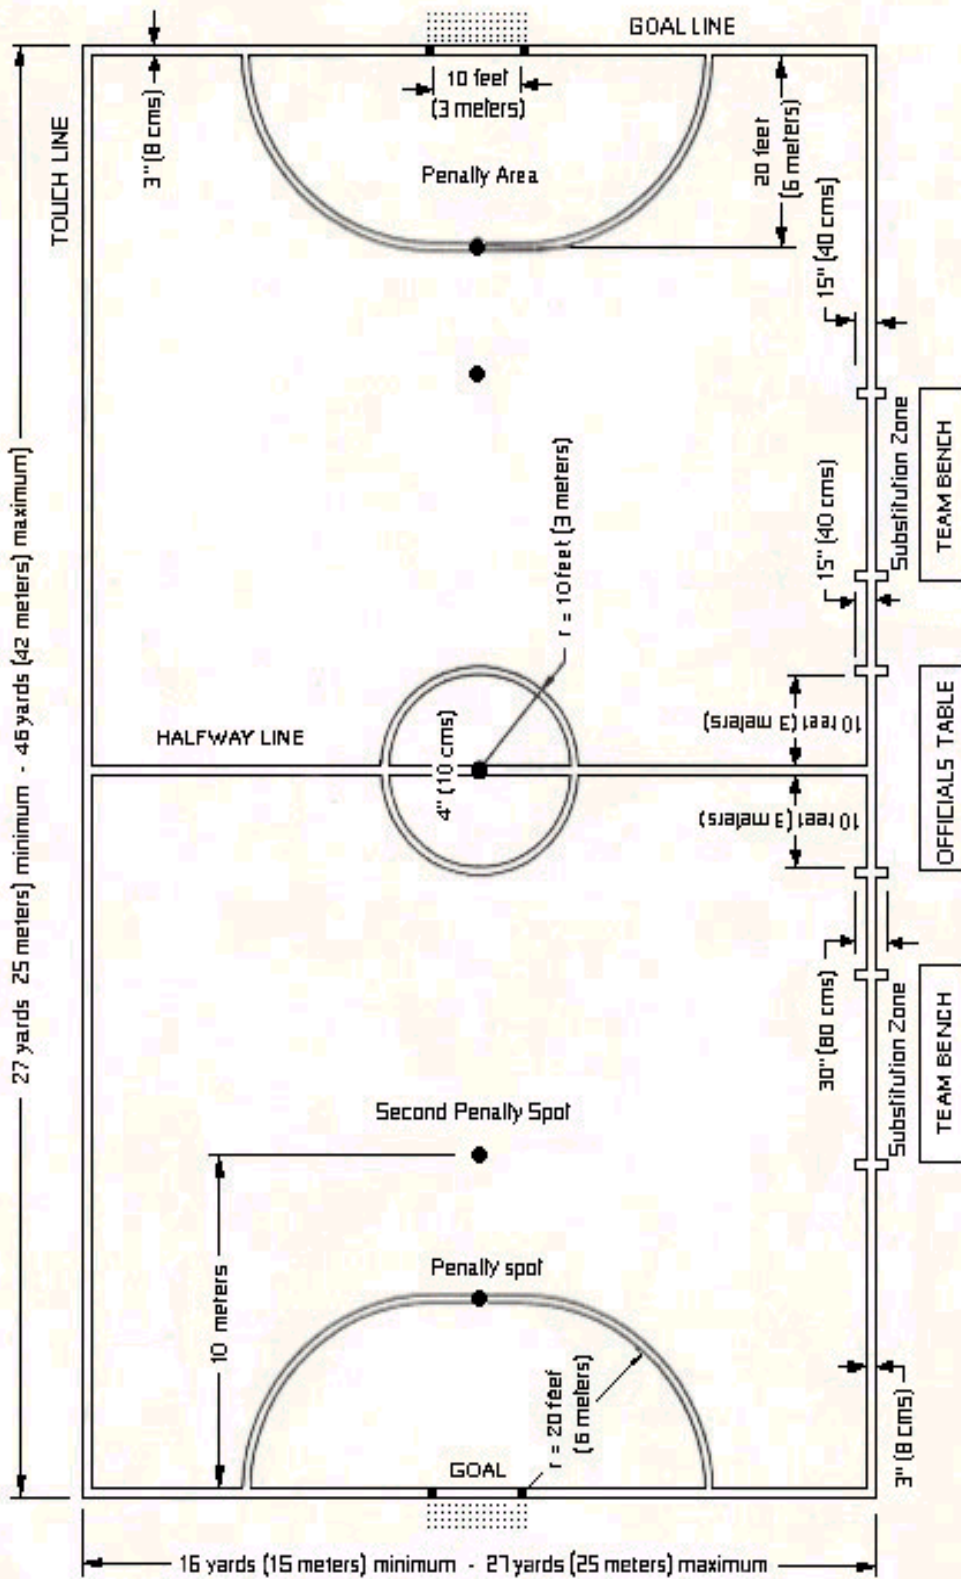 GOAL LINE
10 feet
(3 meters)
Penalty Area
TOUCH LINE
3" (8 cms)
20 feet
(6 meters)
15" (40 cms)
27 yards 25 meters) minimum - 46 yards (42 meters) maximum)
r = 10 feet (3 meters)
15" (40 cms)
Substitution Zone
TEAM BENCH
HALFWAY LINE
4" (10 cms)
10 feet (3 meters)
10 feet (3 meters)
OFFICIALS TABLE
30" (80 cms)
Substitution Zone
TEAM BENCH
Second Penalty Spot
10 meters
Penalty spot
r = 20 feet
(6 meters)
GOAL
3" (8 cms)
16 yards (15 meters) minimum - 27 yards (25 meters) maximum